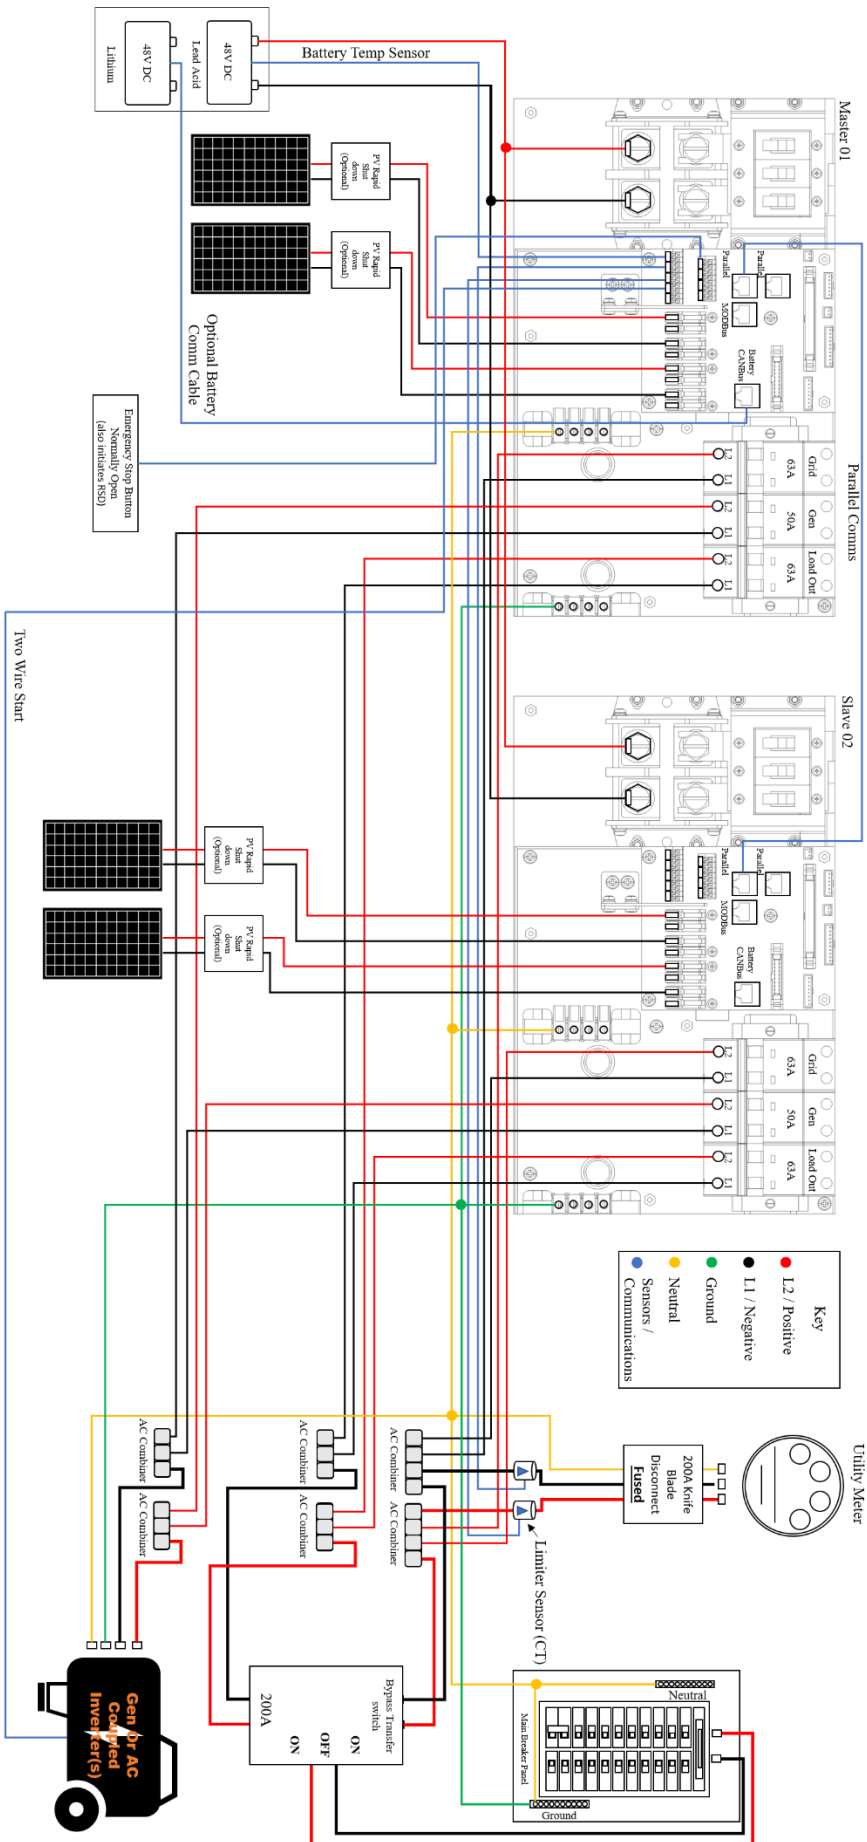 Battery Temp Sensor
48V DC
Lead Acid
48V DC
Lithium
PV Rapid
Shut
down
(Optional)
PV Rapid
Shut
down
(Optional)
Optional Battery
Comm Cable
Emergency Stop Button
Normally Open
(also initiates RSD)
Two Wire Start
Master 01
Parallel
Parallel
MODBus
Battery
CANBus
L2
L1
L2
L1
L2
L1
63A
Grid
50A
Gen
63A
Load Out
Parallel Comms
Slave 02
Parallel
Parallel
MODBus
Battery
CANBus
L2
L1
L2
L1
L2
L1
63A
Grid
50A
Gen
63A
Load Out
PV Rapid
Shut
down
(Optional)
PV Rapid
Shut
down
(Optional)
Key
L2 / Positive
L1 / Negative
Ground
Neutral
Sensors /
Communications
Utility Meter
200A Knife
Blade
Disconnect
Fused
Limiter Sensor (CT)
AC Combiner
AC Combiner
AC Combiner
AC Combiner
AC Combiner
AC Combiner
Bypass Transfer
switch
200A
ON
OFF
ON
Neutral
Main Breaker Panel
Ground
Gen Or AC
Coupled
Inverter(s)